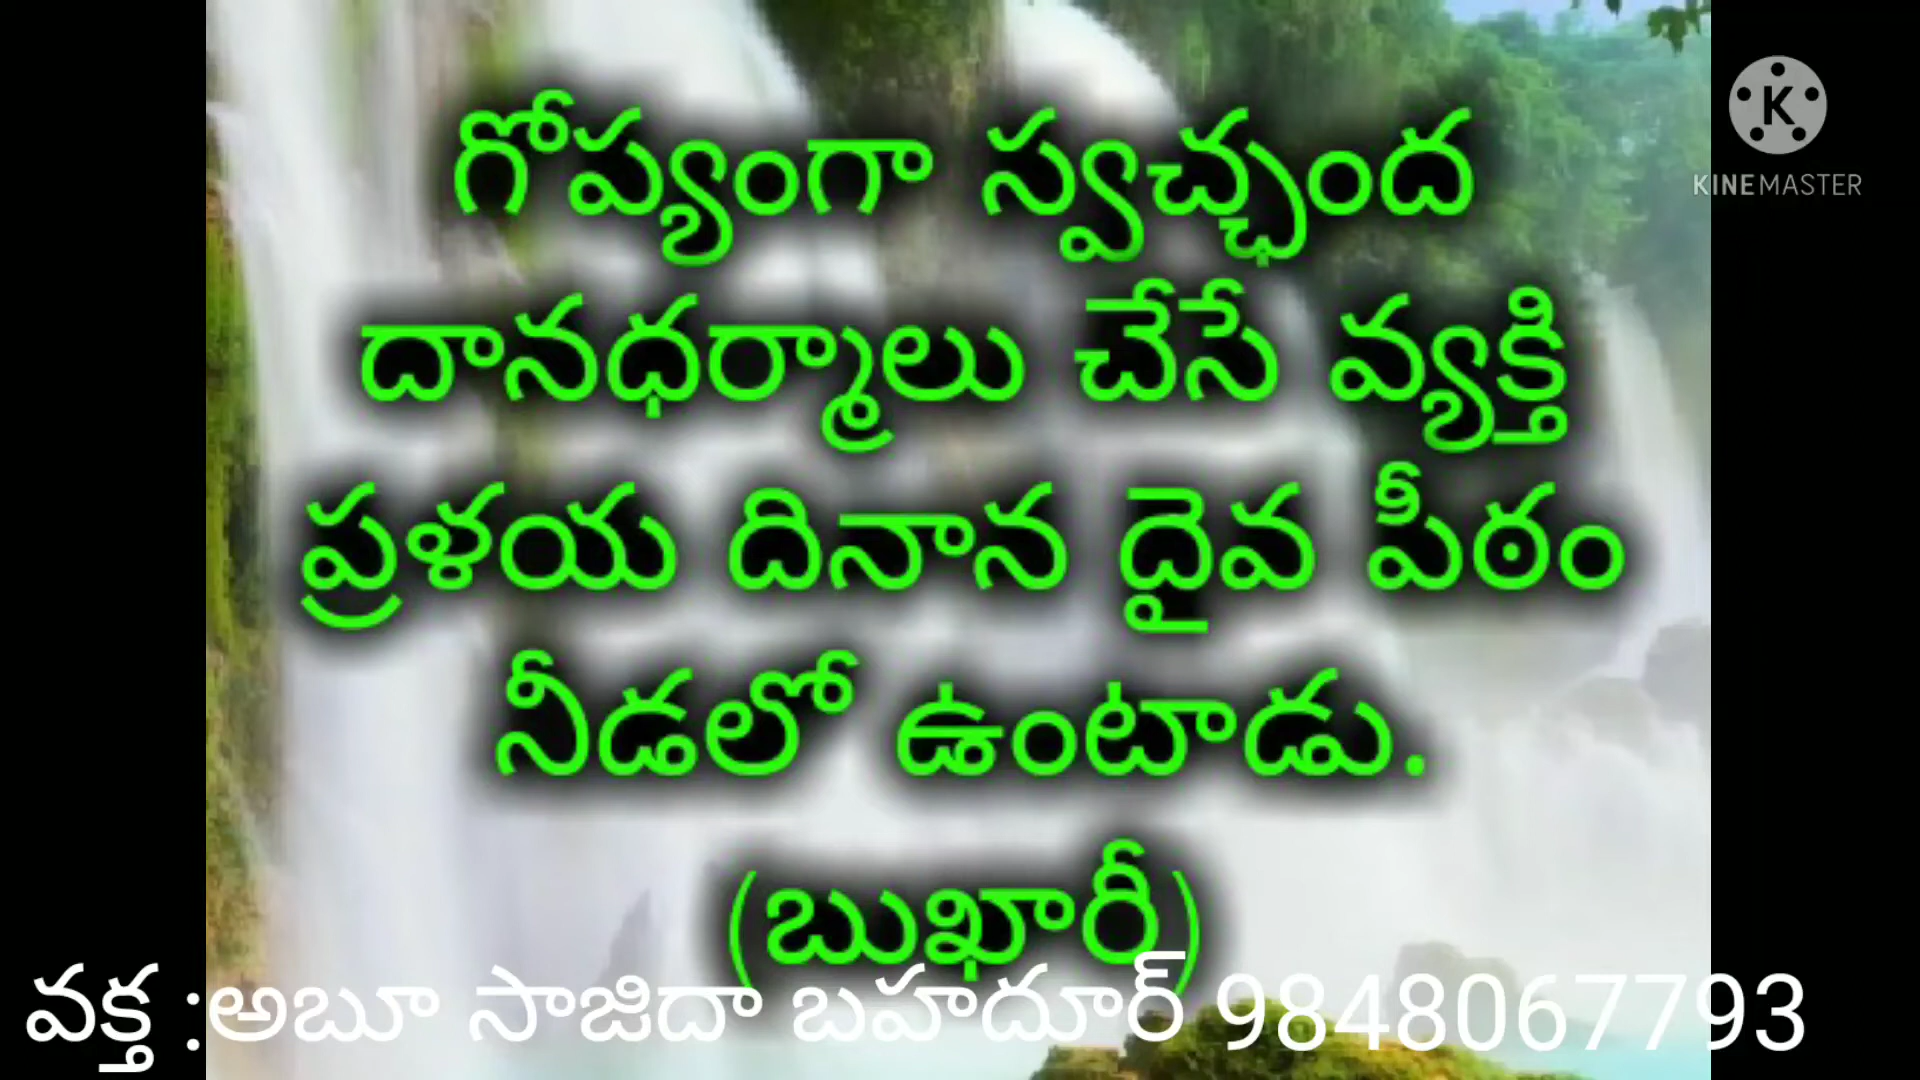 గోప్యంగా స్వచ్ఛంద
దానధర్మాలు చేసే వ్యక్తి
ప్రళయ దినాన దైవ పీఠం
నీడలో ఉంటాడు.
(బుఖారీ)
వక్త :అబూ సాజిదా బహదూర్ 9848067793
K
KINEMASTER